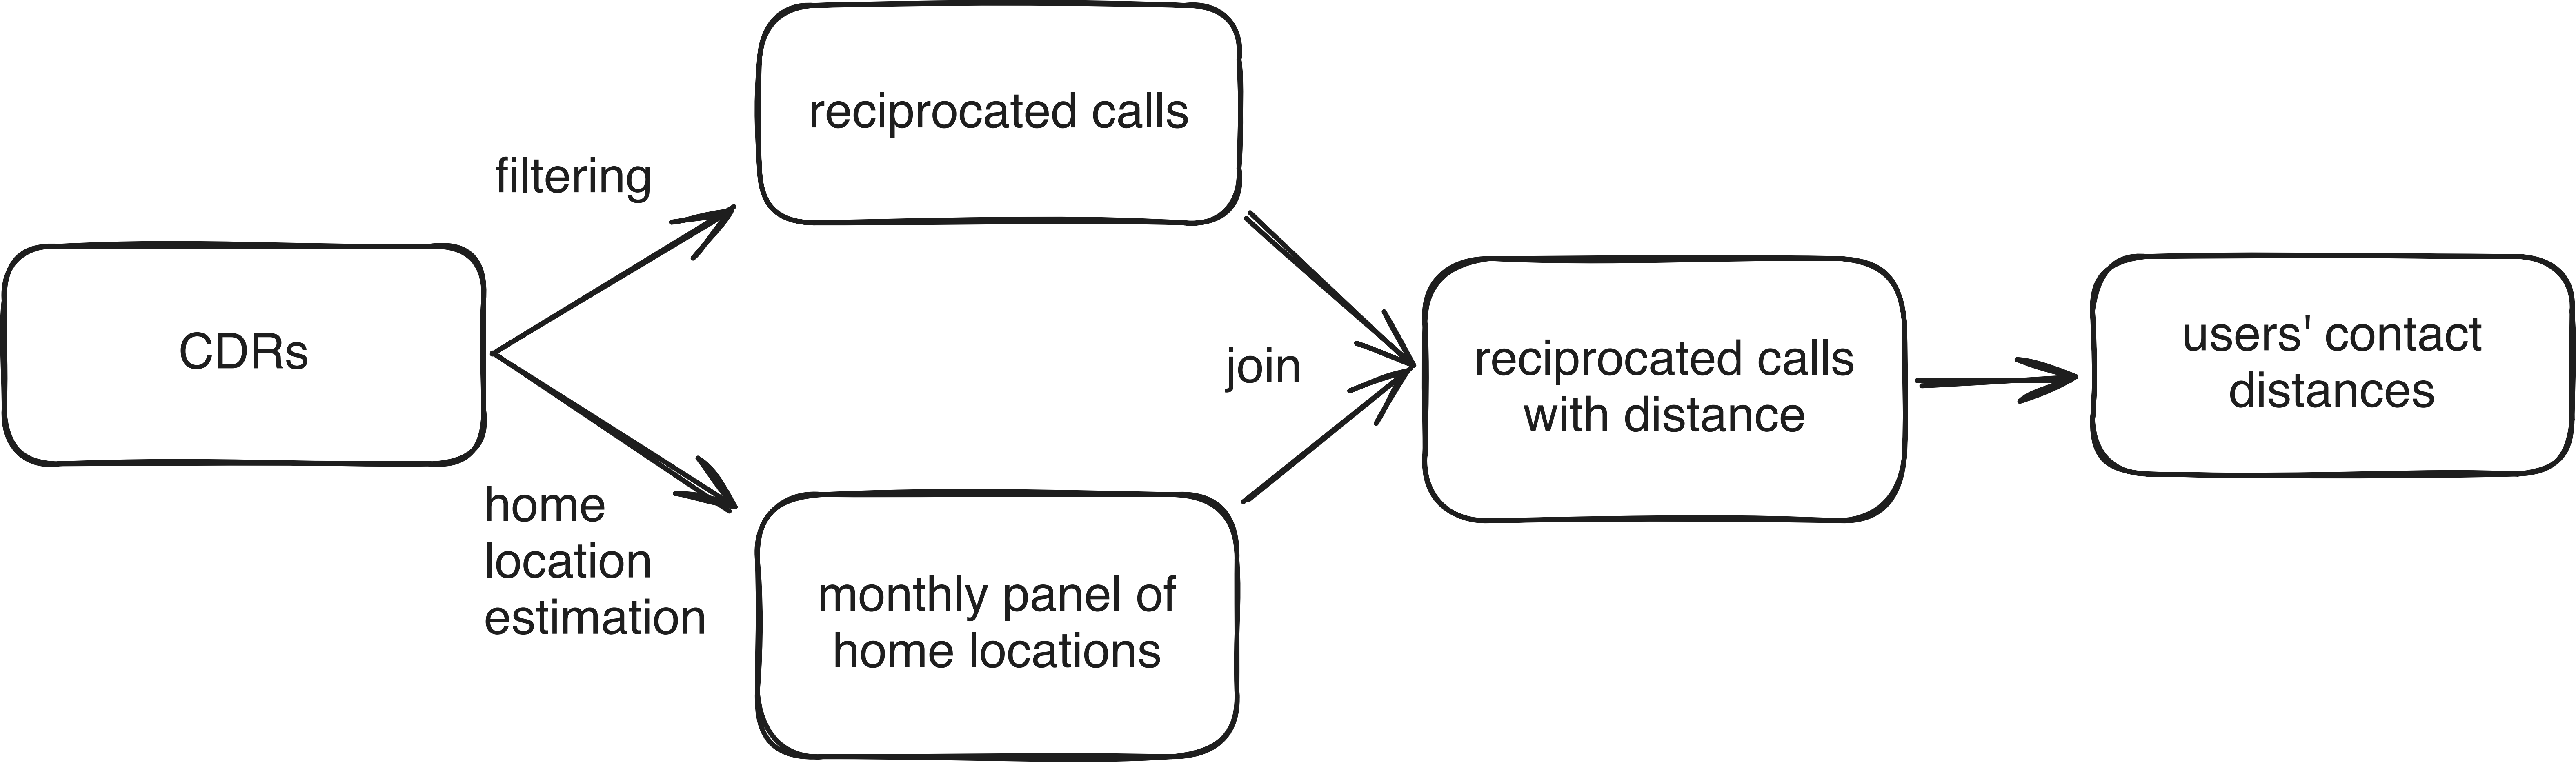 CDRs
filtering
home
location
estimation
reciprocated calls
monthly panel of
home locations
join
reciprocated calls
with distance
users' contact
distances